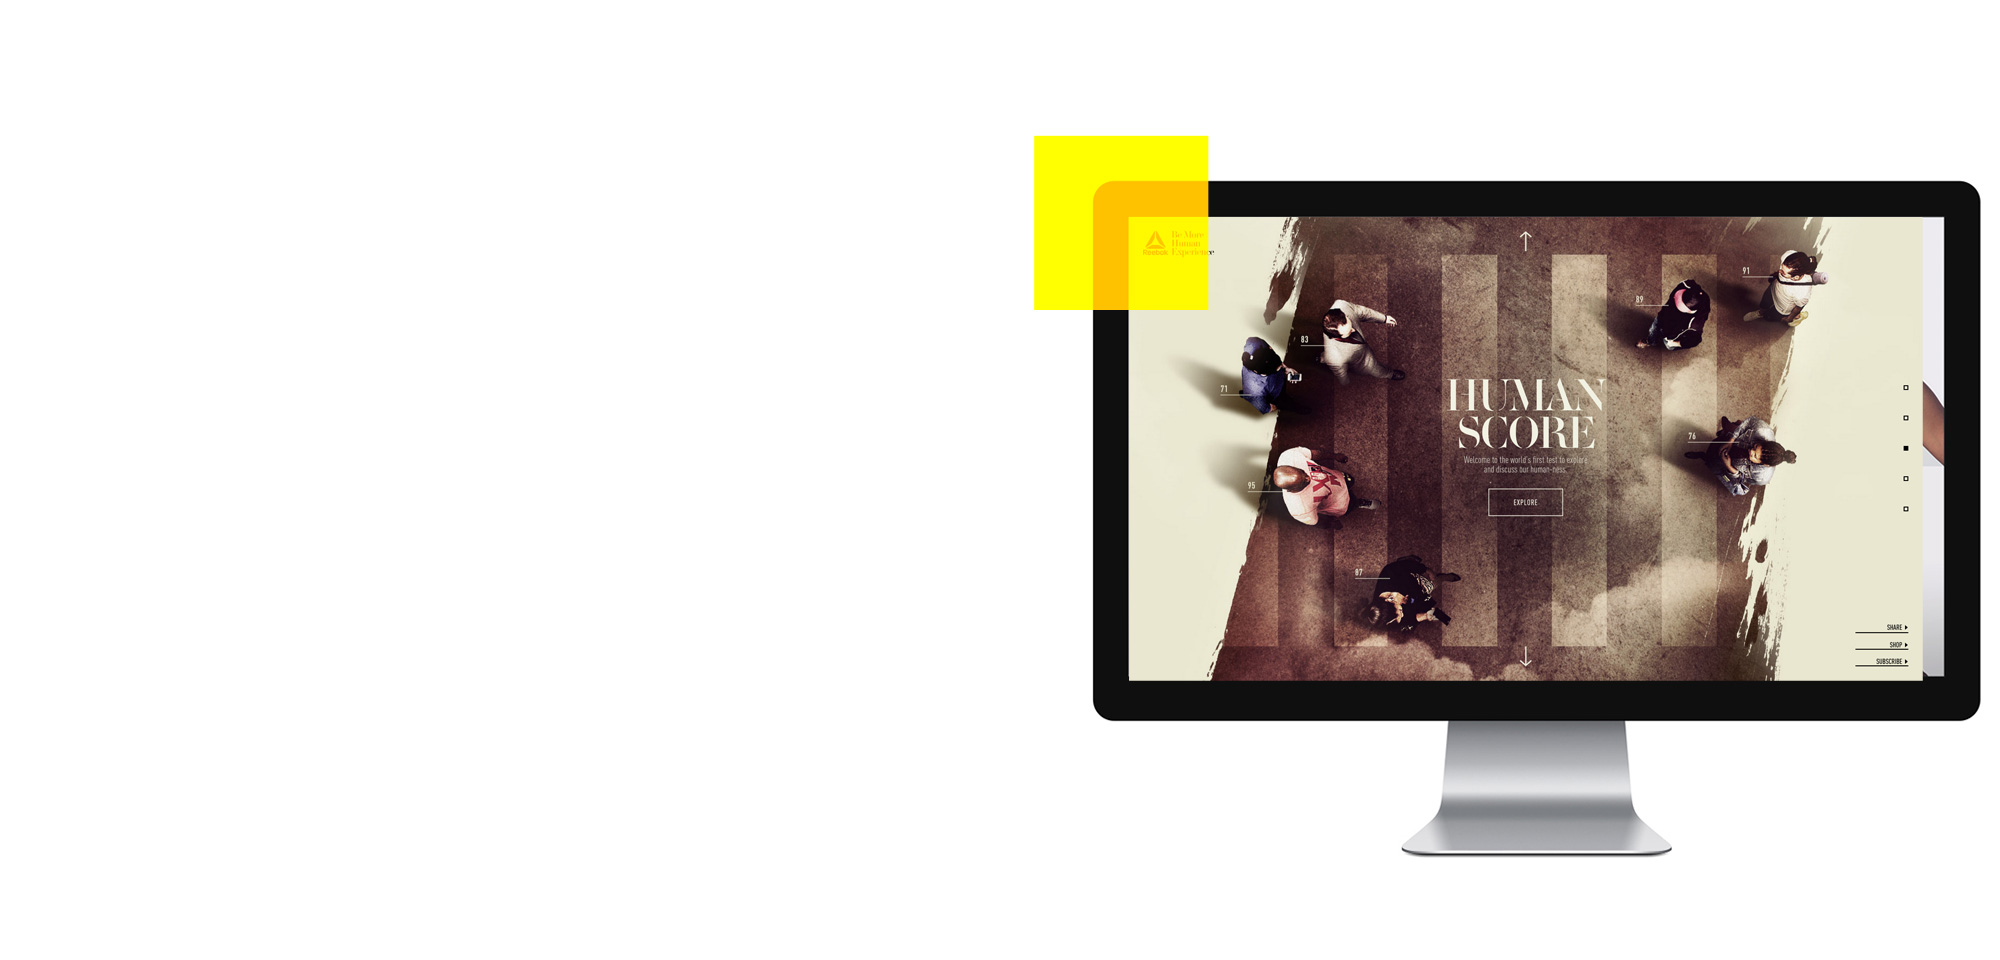 Be More
Human
Experience
Reebok
91
89
83
71
HUMAN
SCORE
76
Welcome to the world's first test to explore
and discuss our human-ness.
95
EXPLORE
87
SHARE
SHOP
SUBSCRIBE